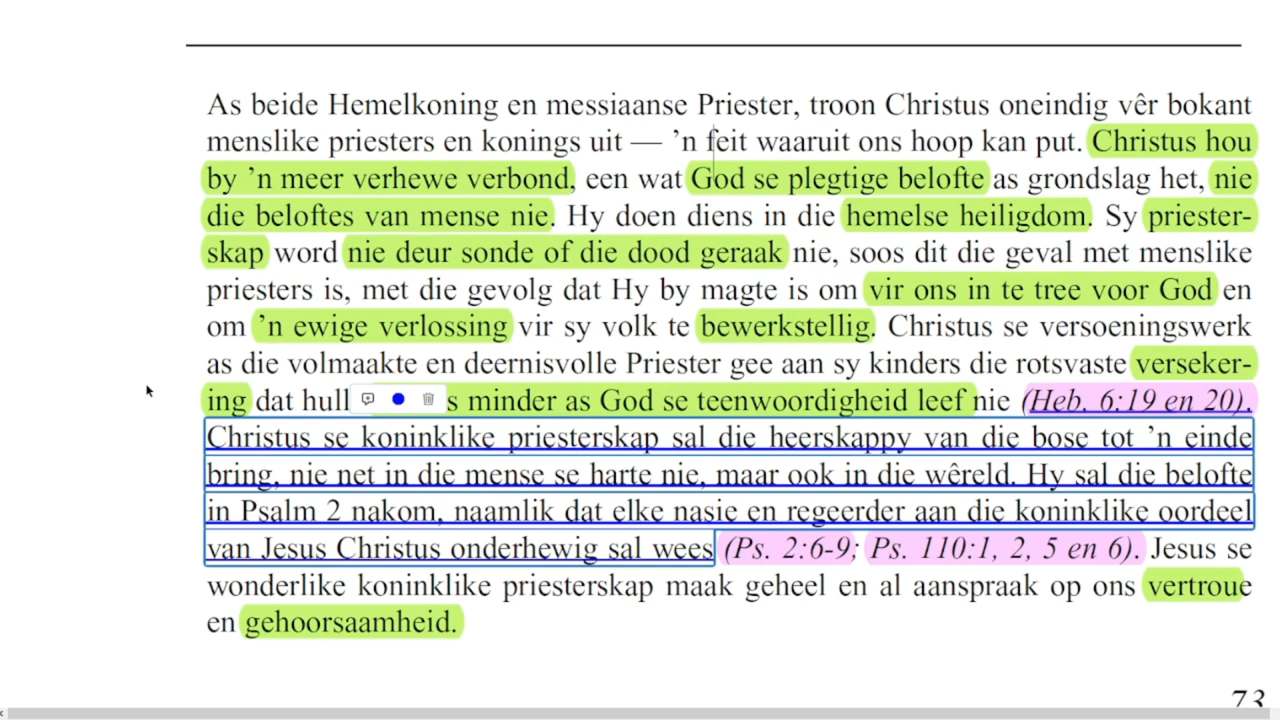 As beide Hemelkoning en messiaanse Priester, troon Christus oneindig vêr bokant
menslike priesters en konings uit — ’n feit waaruit ons hoop kan put. Christus hou
by ’n meer verhewe verbond, een wat God se plegtige belofte as grondslag het, nie
die beloftes van mense nie. Hy doen diens in die hemelse heiligdom. Sy priester-
skap word nie deur sonde of die dood geraak nie, soos dit die geval met menslike
priesters is, met die gevolg dat Hy by magte is om vir ons in te tree voor God en
om ’n ewige verlossing vir sy volk te bewerkstellig. Christus se versoeningswerk
as die volmaakte en deernisvolle Priester gee aan sy kinders die rotsvaste verseker-
ing dat hull s minder as God se teenwoordigheid leef nie (Heb. 6:19 en 20).
Christus se koninklike priesterskap sal die heerskappy van die bose tot ’n einde
bring, nie net in die mense se harte nie, maar ook in die wêreld. Hy sal die belofte
in Psalm 2 nakom, naamlik dat elke nasie en regeerder aan die koninklike oordeel
van Jesus Christus onderhewig sal wees (Ps. 2:6-9; Ps. 110:1, 2, 5 en 6). Jesus se
wonderlike koninklike priesterskap maak geheel en al aanspraak op ons vertroue
en gehoorsaamheid.
73